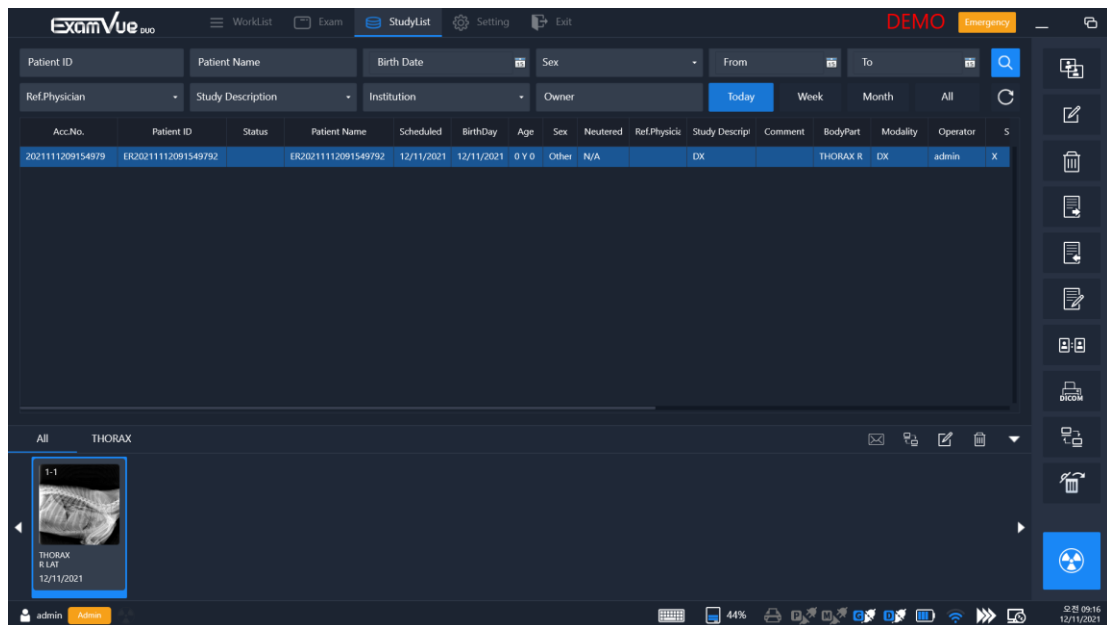 ExamVue DUO WorkList Exam StudyList Setting Exit DEMO Emergency
Patient ID Patient Name Birth Date 15 Sex From 15 To 15
Ref.Physician Study Description Institution Owner Today Week Month All
Acc.No. Patient ID Status Patient Name Scheduled BirthDay Age Sex Neutered Ref.Physicia Study Descript Comment BodyPart Modality Operator S
2021111209154979 ER20211112091549792 ER20211112091549792 12/11/2021 12/11/2021 0 Y 0 Other N/A DX THORAX R DX admin X
DICOM
All THORAX
1-1
THORAX
R LAT
12/11/2021
admin Admin 44% P D G D 오전 09:16
12/11/2021